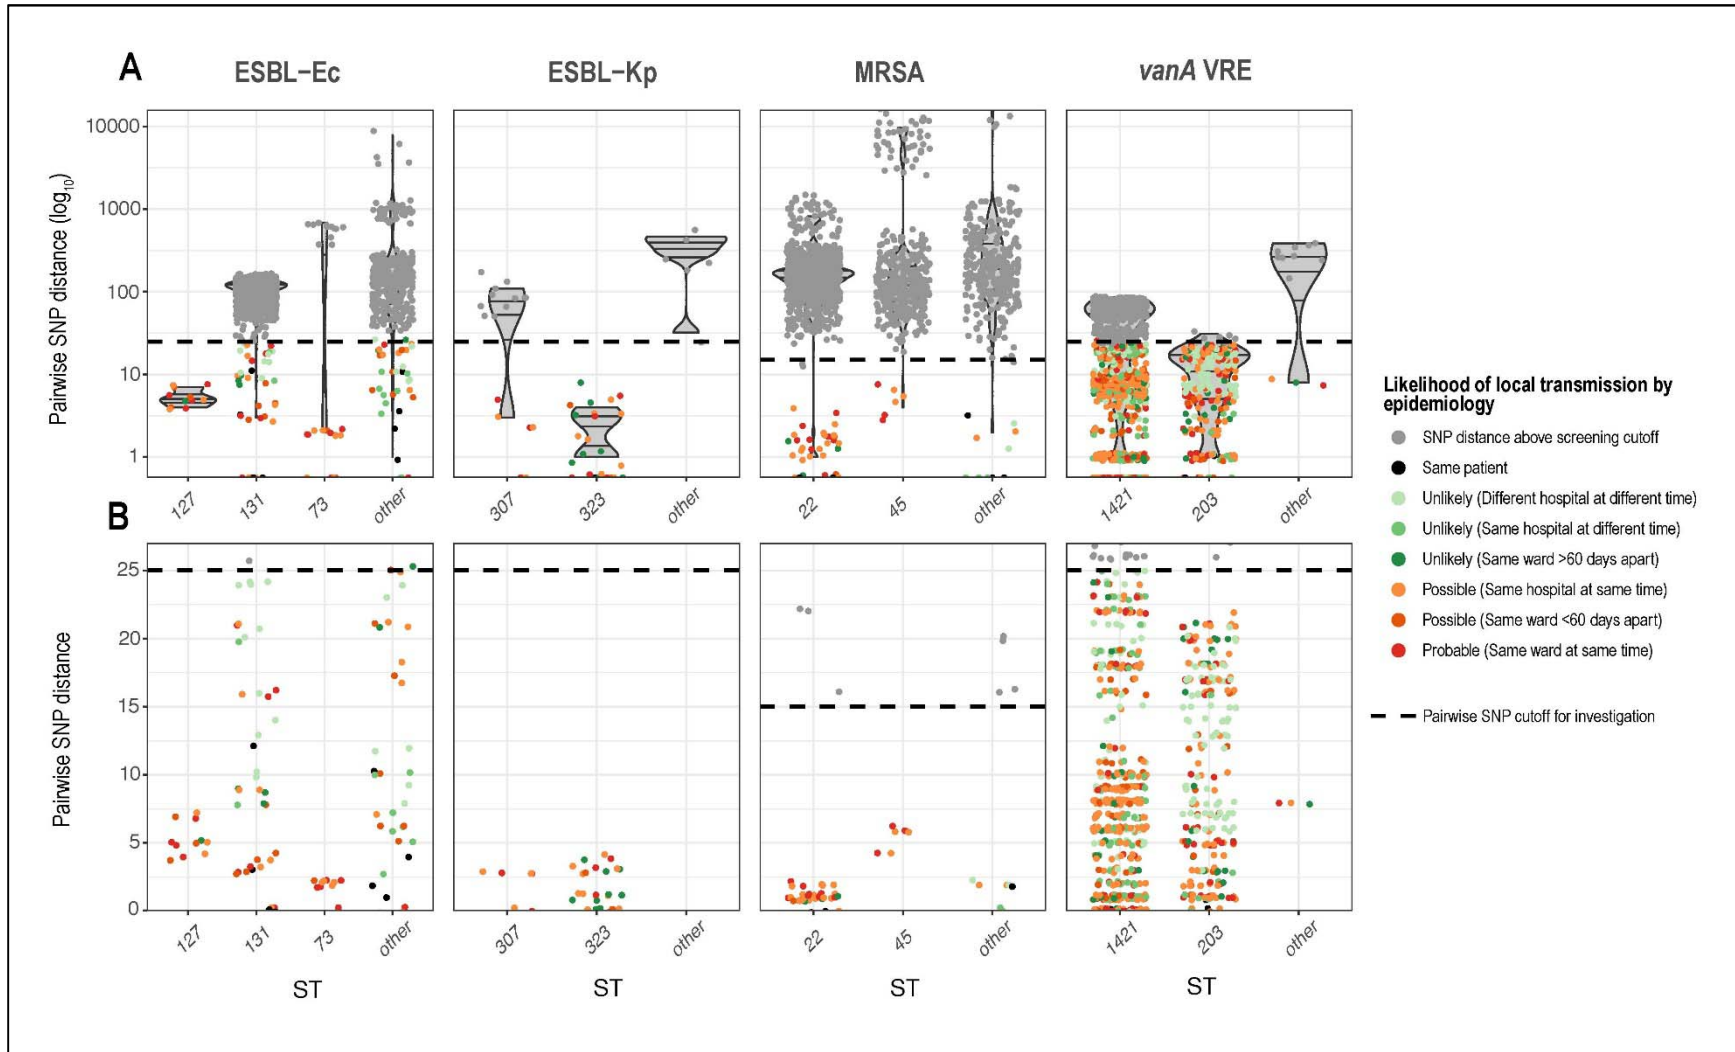 A
ESBL−Ec
ESBL−Kp
MRSA
vanA VRE
Pairwise SNP distance (log10)
10000
1000
100
10
1
127
131
73
other
307
323
other
22
45
other
1421
203
other
B
Pairwise SNP distance
25
20
15
10
5
0
127
131
73
other
307
323
other
22
45
other
1421
203
other
ST
ST
ST
ST
Likelihood of local transmission by
epidemiology
SNP distance above screening cutoff
Same patient
Unlikely (Different hospital at different time)
Unlikely (Same hospital at different time)
Unlikely (Same ward >60 days apart)
Possible (Same hospital at same time)
Possible (Same ward <60 days apart)
Probable (Same ward at same time)
Pairwise SNP cutoff for investigation